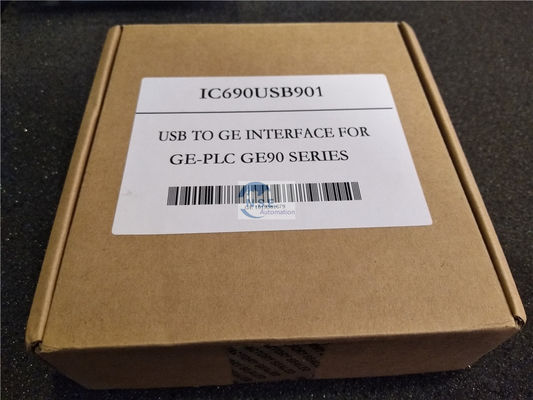 IC690USB901
USB TO GE INTERFACE FOR
GE-PLC GE90 SERIES
Automation